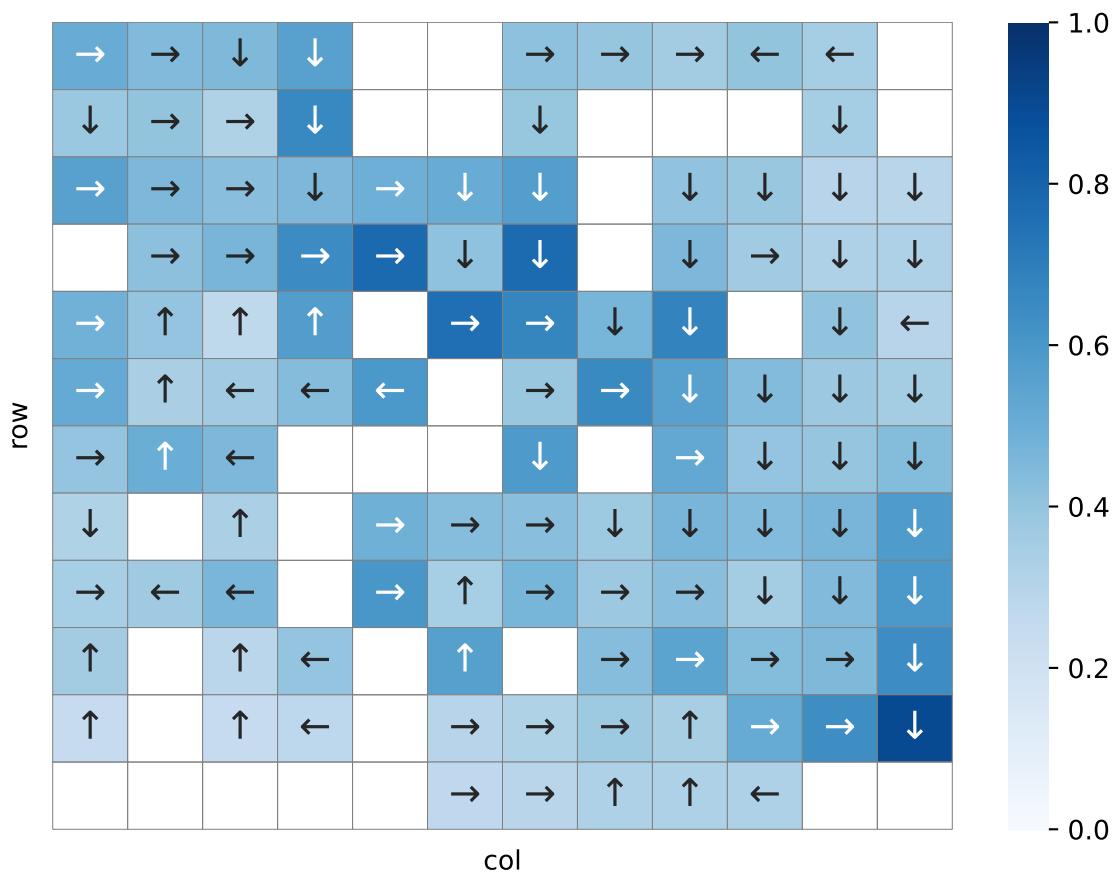 → → ↓ ↓ → → → ← ← 1.0
↓ → → ↓ ↓ ↓
→ → → ↓ → ↓ ↓ ↓ ↓ ↓ ↓ 0.8
→ → → → ↓ ↓ ↓ → ↓ ↓
→ ↑ ↑ ↑ → → ↓ ↓ ↓ ←
0.6
→ ↑ ← ← ← → → ↓ ↓ ↓ ↓
row
→ ↑ ← ↓ → ↓ ↓ ↓
0.4
↓ ↑ → → → ↓ ↓ ↓ ↓ ↓
→ ← ← → ↑ → → → ↓ ↓ ↓
↑ ↑ ← ↑ → → → → ↓
0.2
↑ ↑ ← → → → ↑ → → ↓
→ → ↑ ↑ ←
0.0
col